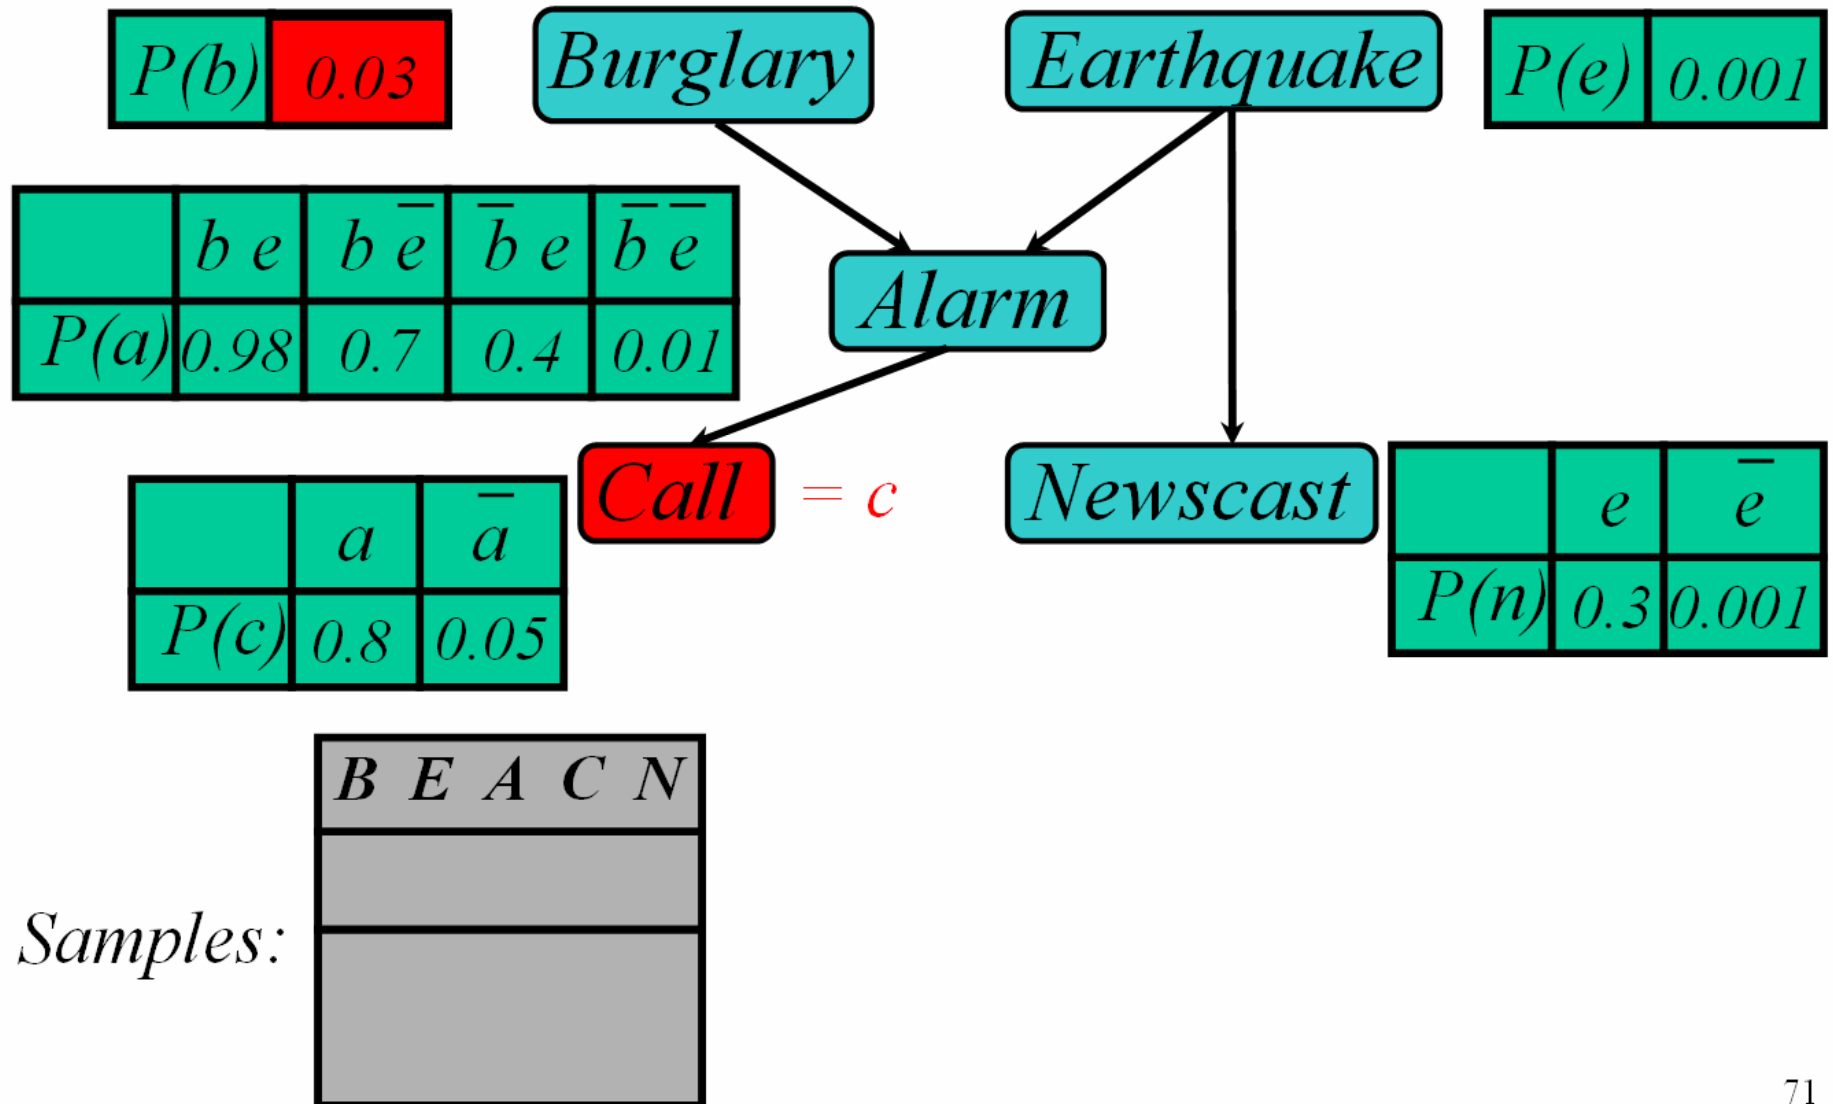 P(b) 0.03
Burglary
Earthquake
P(e) 0.001
b e b e̅ b̅ e b̅ e̅
P(a) 0.98 0.7 0.4 0.01
Alarm
Call = c
Newscast
a a̅
P(c) 0.8 0.05
e e̅
P(n) 0.3 0.001
B E A C N
Samples:
71